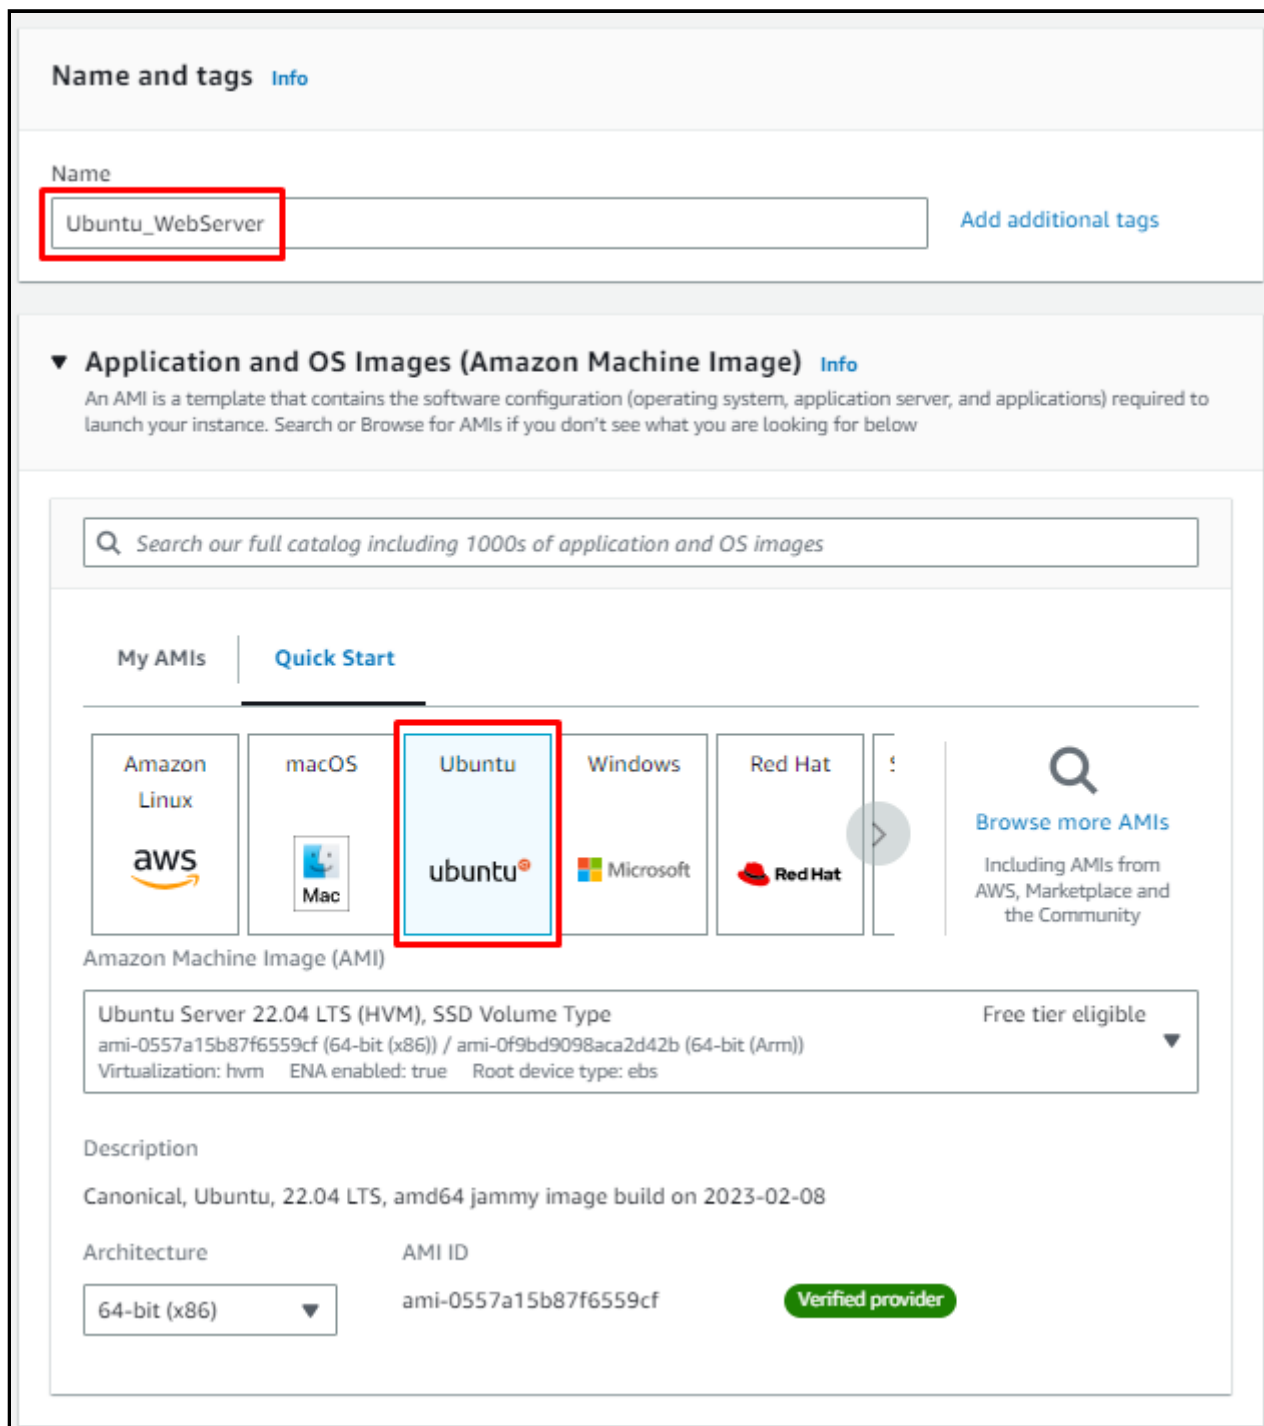 Name and tags Info
Name
Ubuntu_WebServer
Add additional tags
Application and OS Images (Amazon Machine Image) Info
An AMI is a template that contains the software configuration (operating system, application server, and applications) required to
launch your instance. Search or Browse for AMIs if you don't see what you are looking for below
Search our full catalog including 1000s of application and OS images
My AMIs
Quick Start
Amazon
Linux
aws
macOS
Mac
Ubuntu
ubuntu
Windows
Microsoft
Red Hat
Red Hat
Browse more AMIs
Including AMIs from
AWS, Marketplace and
the Community
Amazon Machine Image (AMI)
Ubuntu Server 22.04 LTS (HVM), SSD Volume Type
Free tier eligible
ami-0557a15b87f6559cf (64-bit (x86)) / ami-0f9bd9098aca2d42b (64-bit (Arm))
Virtualization: hvm ENA enabled: true Root device type: ebs
Description
Canonical, Ubuntu, 22.04 LTS, amd64 jammy image build on 2023-02-08
Architecture
AMI ID
64-bit (x86)
ami-0557a15b87f6559cf
Verified provider